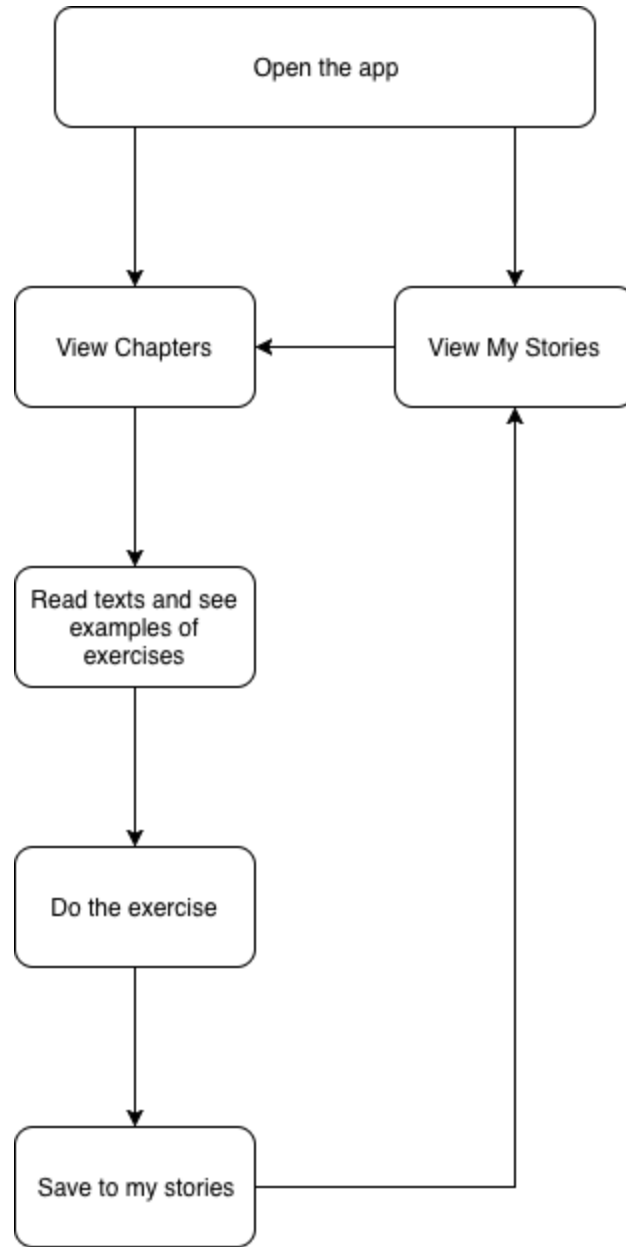 Open the app
View Chapters
View My Stories
Read texts and see
examples of
exercises
Do the exercise
Save to my stories